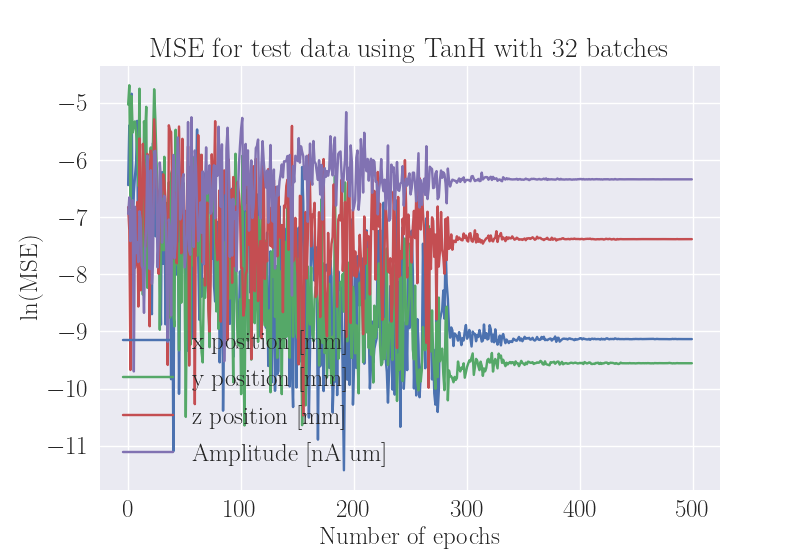 MSE for test data using TanH with 32 batches
−5
−6
−7
−8
−9
−10
−11
ln(MSE)
x position [mm]
y position [mm]
z position [mm]
Amplitude [nA um]
0 100 200 300 400 500
Number of epochs